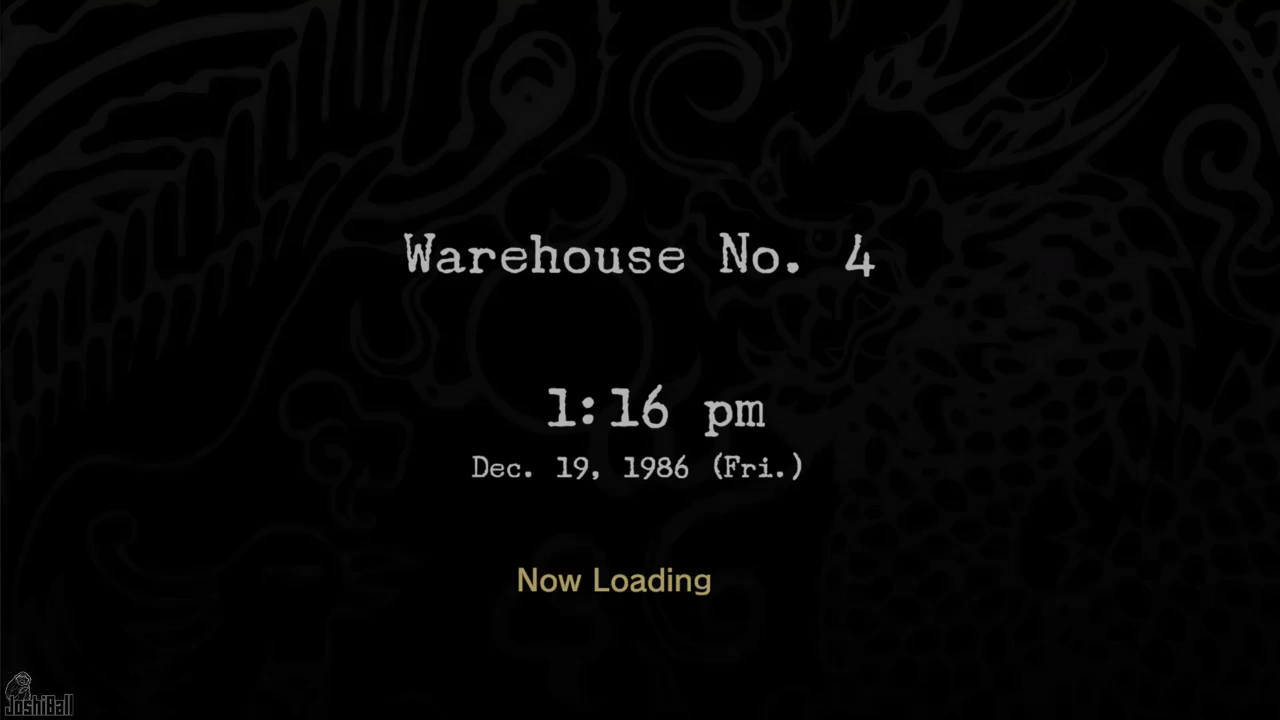 Warehouse No. 4
1:16 pm
Dec. 19, 1986 (Fri.)
Now Loading
JoshiBall